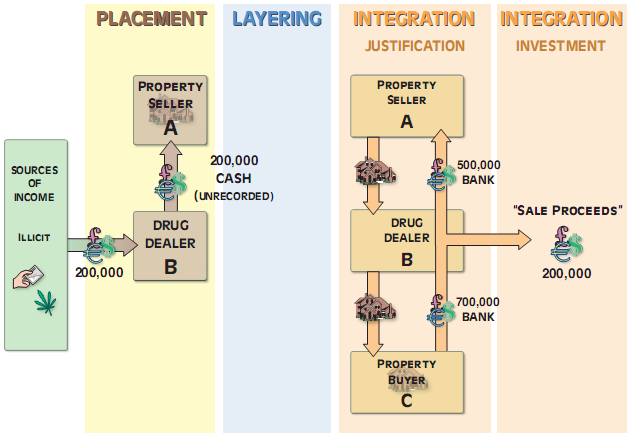 PLACEMENT
LAYERING
INTEGRATION
JUSTIFICATION
INTEGRATION
INVESTMENT
SOURCES
OF
INCOME
ILLICIT
200,000
PROPERTY
SELLER
A
200,000
CASH
(UNRECORDED)
DRUG
DEALER
B
PROPERTY
SELLER
A
500,000
BANK
DRUG
DEALER
B
700,000
BANK
PROPERTY
BUYER
C
"SALE PROCEEDS"
200,000